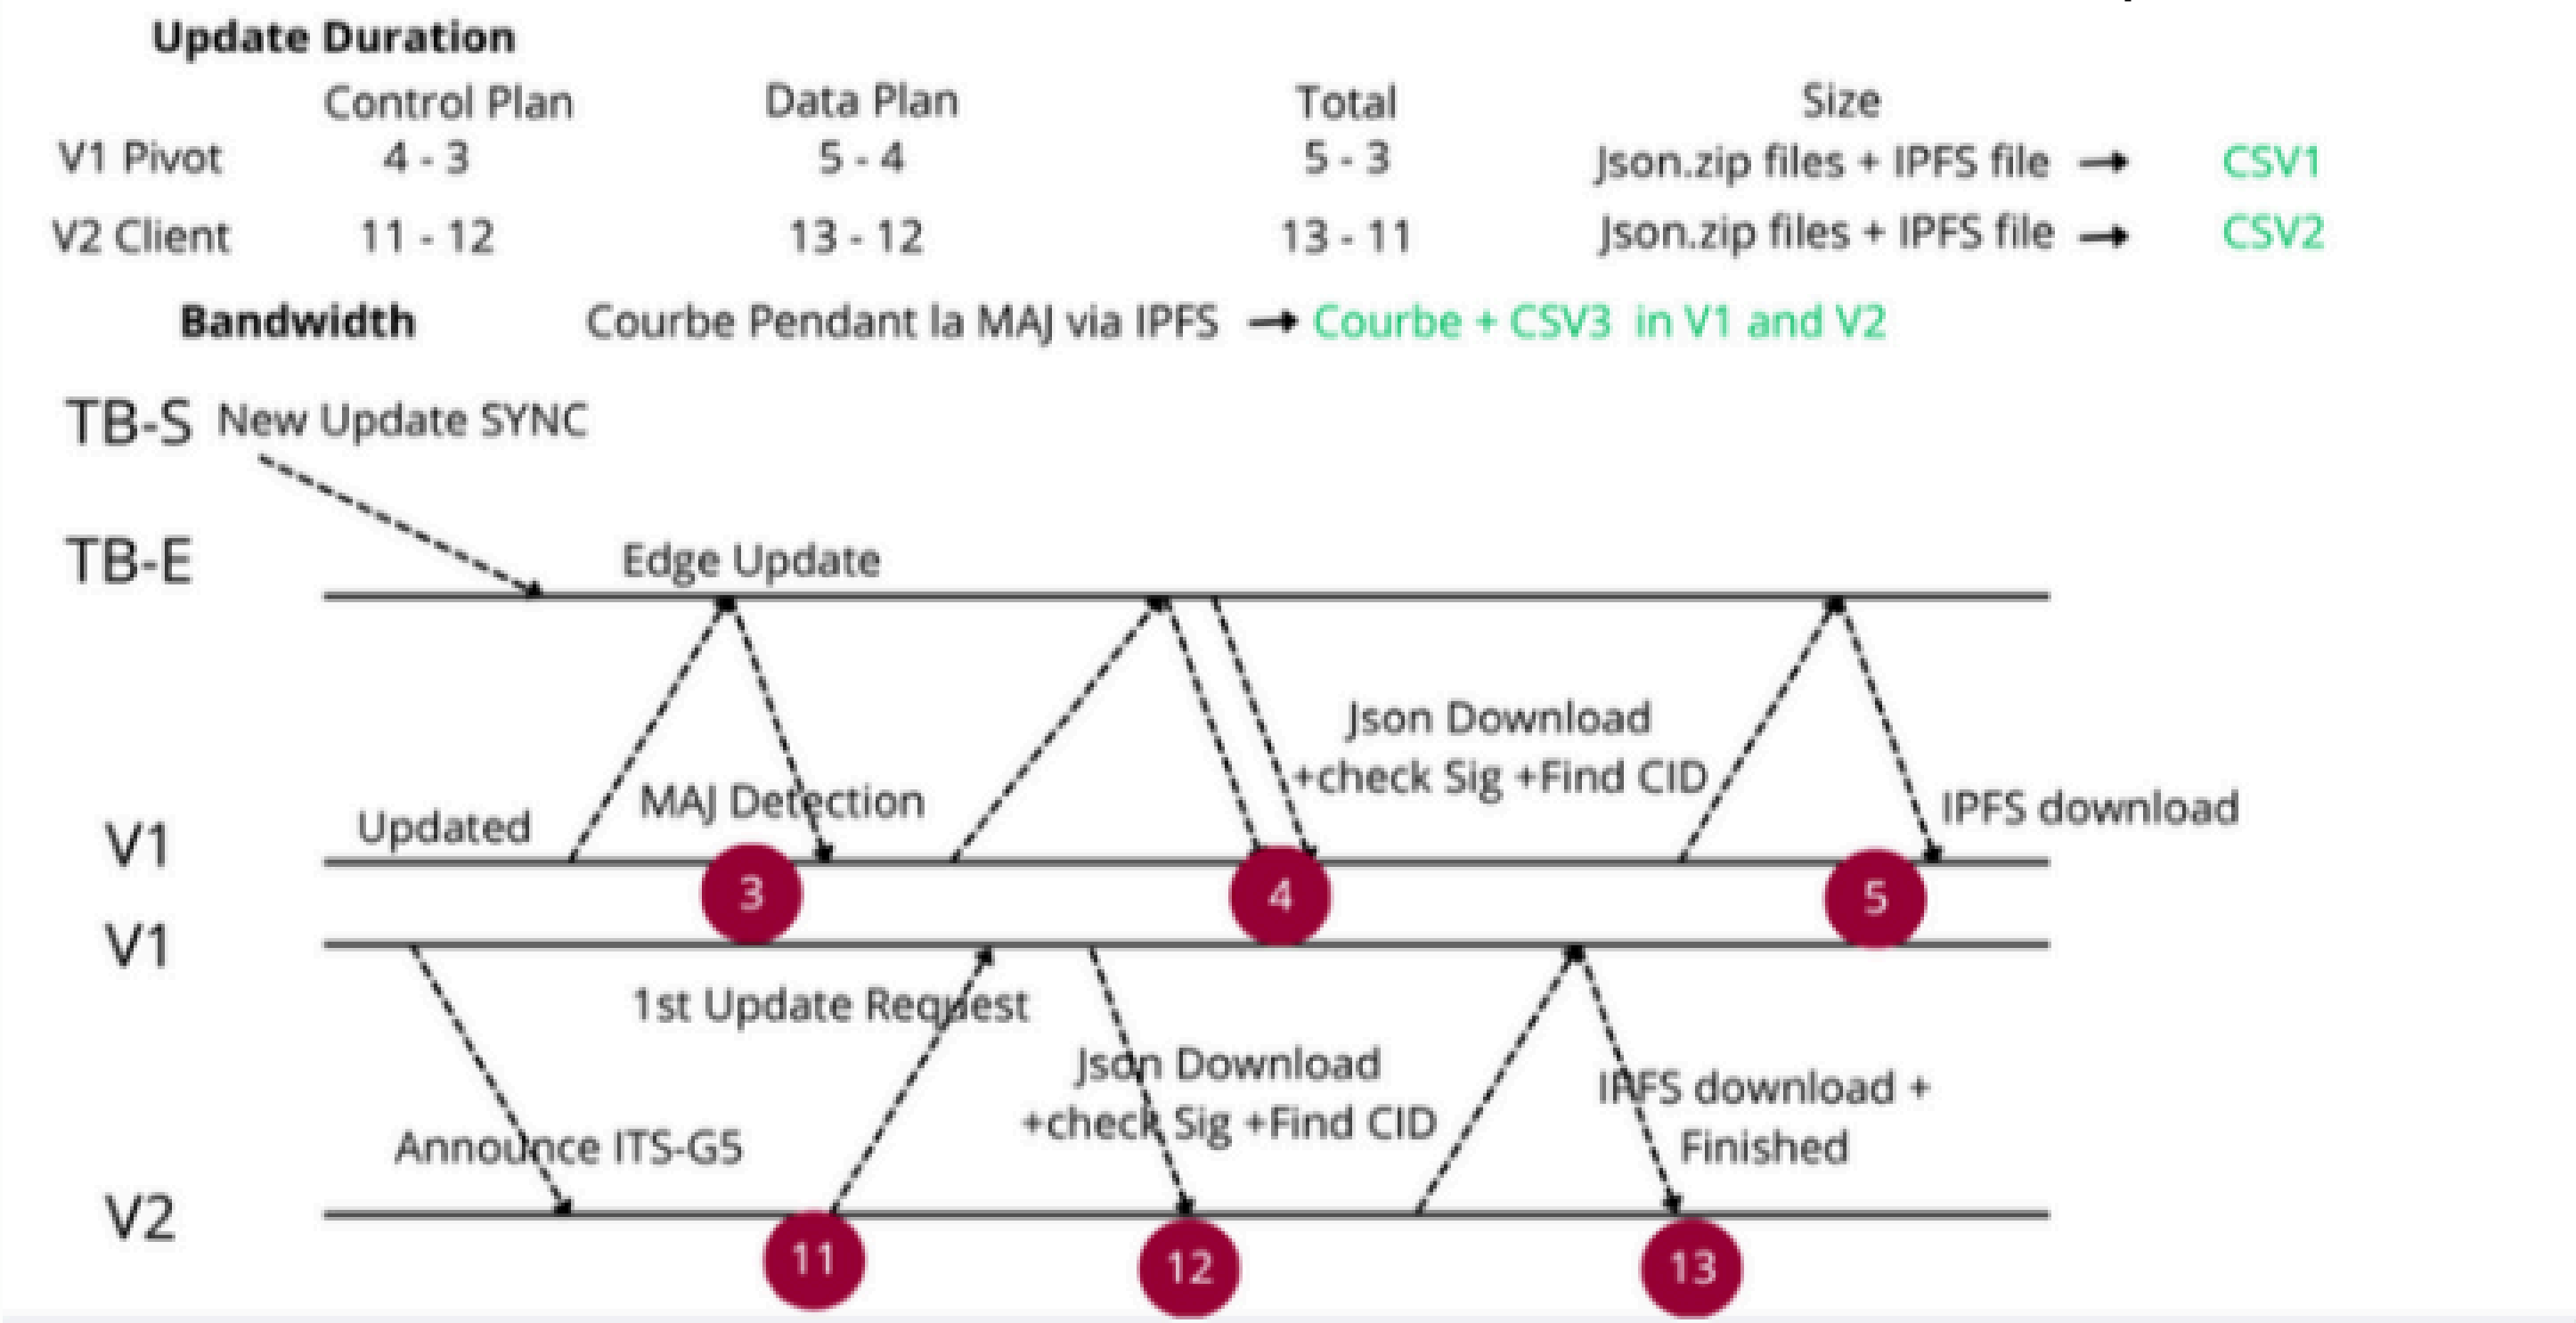 Update Duration
Control Plan Data Plan Total Size
V1 Pivot 4 - 3 5 - 4 5 - 3 Json.zip files + IPFS file → CSV1
V2 Client 11 - 12 13 - 12 13 - 11 Json.zip files + IPFS file → CSV2
Bandwidth Courbe Pendant la MAJ via IPFS → Courbe + CSV3 in V1 and V2
TB-S New Update SYNC
TB-E Edge Update
Json Download
+check Sig +Find CID
MAJ Detection
IPFS download
Updated
V1
3 4 5
V1
1st Update Request
Json Download
+check Sig +Find CID
IPFS download +
Finished
Announce ITS-G5
V2
11 12 13